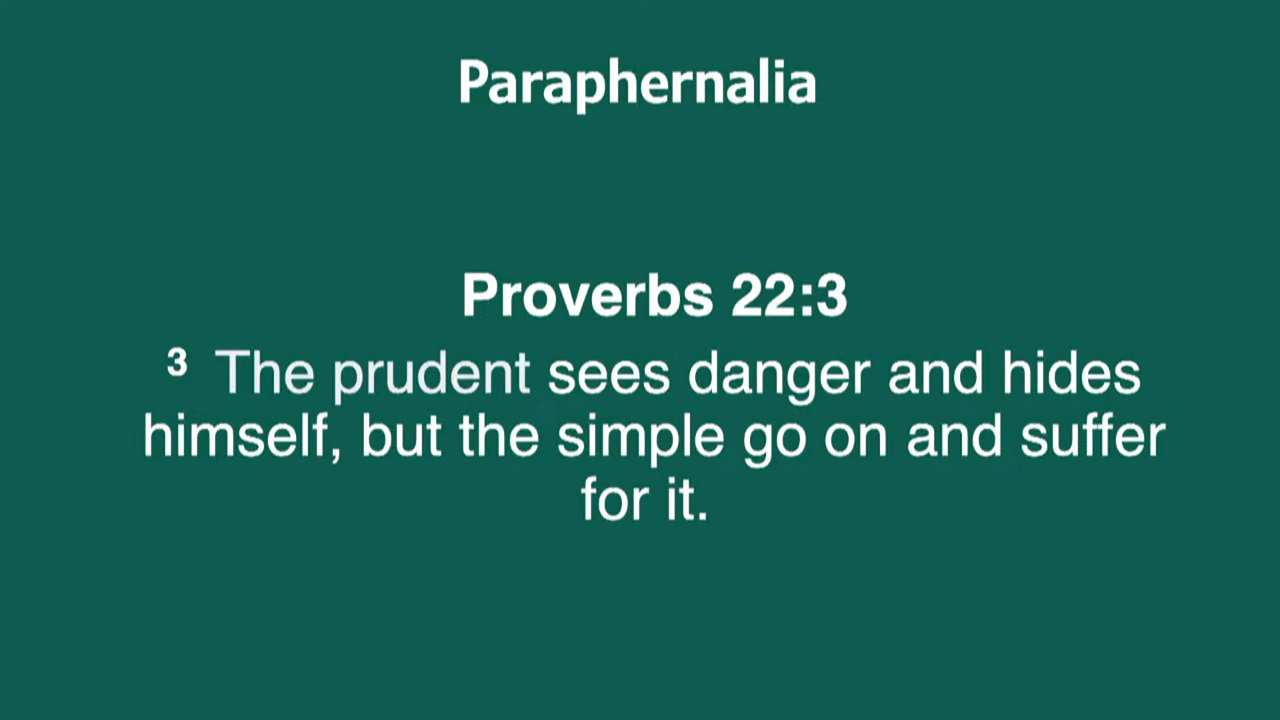 Paraphernalia
Proverbs 22:3
3 The prudent sees danger and hides
himself, but the simple go on and suffer
for it.